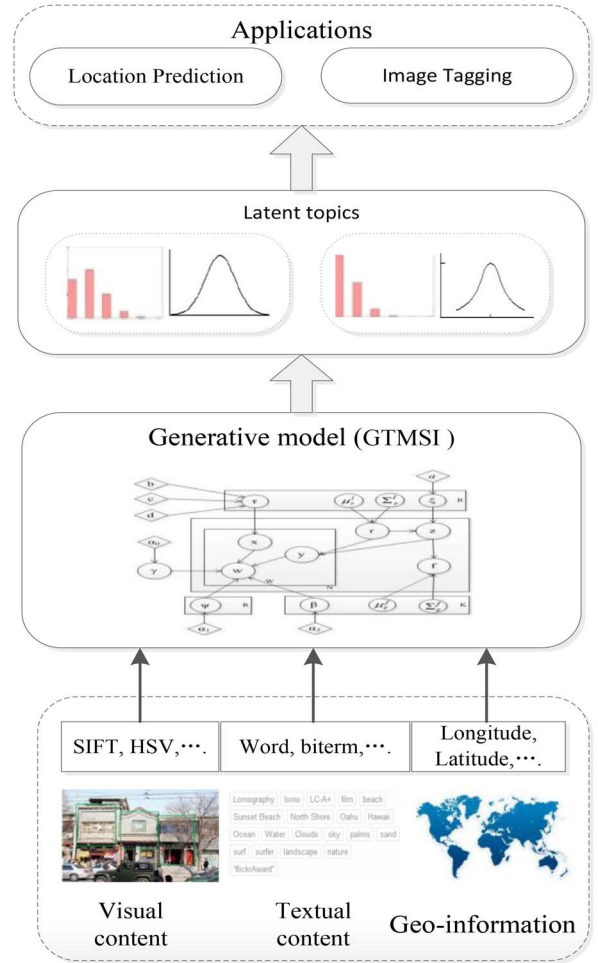 Applications
Location Prediction
Image Tagging
Latent topics
Generative model (GTMSI )
b
c
d
τ
a
ξ
R
r
z
x
y
α₀
γ
w
W
f
ψ
R
β
K
α₁
SIFT, HSV,···.
Word, biterm,···.
Longitude,
Latitude,···.
Lomography lomo LC-A+ film beach
Sunset Beach North Shore Oahu Hawaii
Ocean Water Clouds sky palms sand
surf surfer landscape nature
"flickrAward"
Visual
content
Textual
content
Geo-information